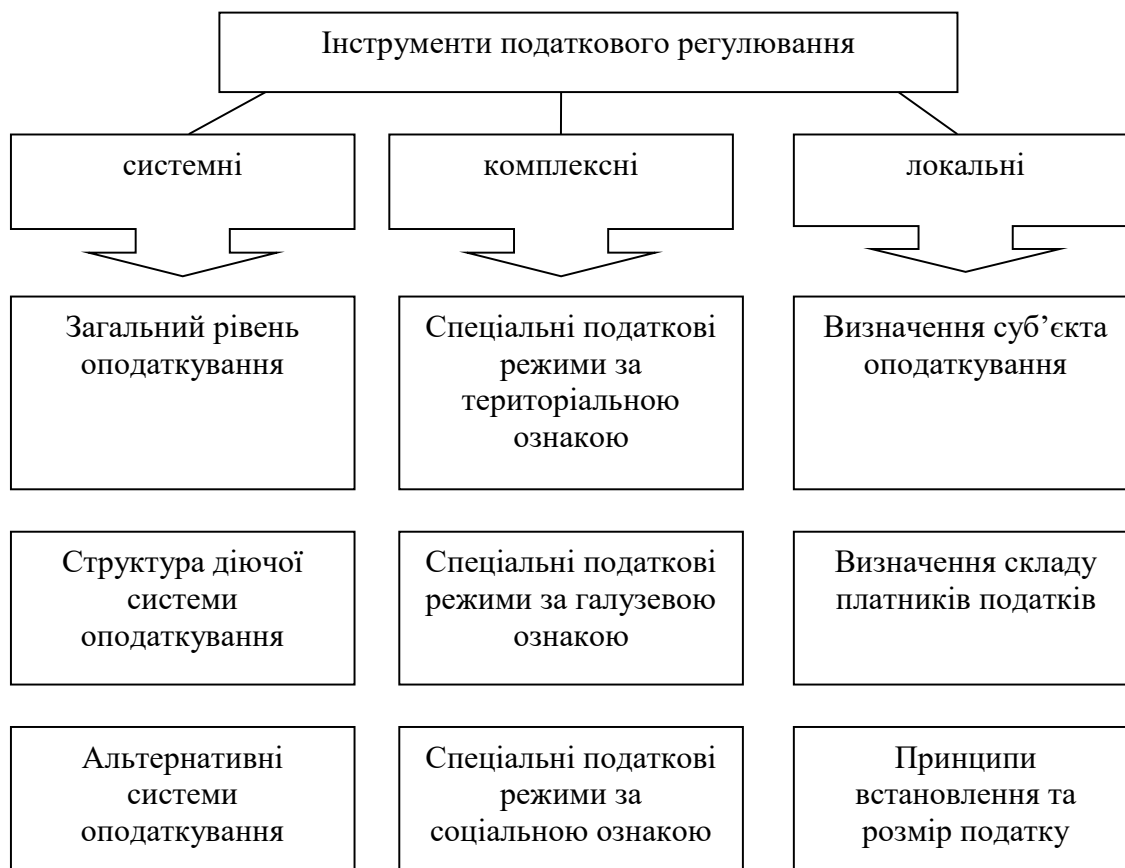 Інструменти податкового регулювання
системні
комплексні
локальні
Загальний рівень
оподаткування
Спеціальні податкові
режими за
територіальною
ознакою
Визначення суб’єкта
оподаткування
Структура діючої
системи
оподаткування
Спеціальні податкові
режими за галузевою
ознакою
Визначення складу
платників податків
Альтернативні
системи
оподаткування
Спеціальні податкові
режими за
соціальною ознакою
Принципи
встановлення та
розмір податку